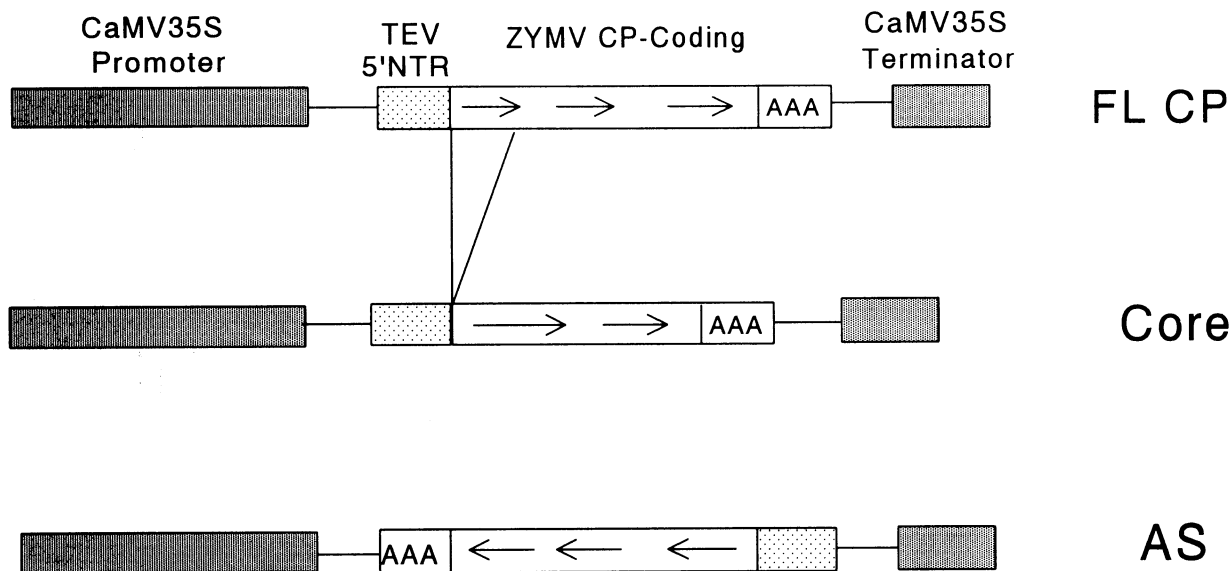 CaMV35S
Promoter
TEV
5'NTR
ZYMV CP-Coding
CaMV35S
Terminator
AAA
FL CP
AAA
Core
AAA
AS